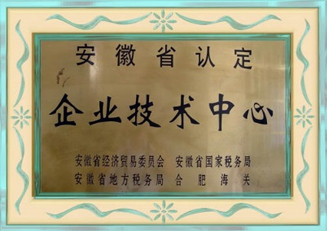 安徽省认定
企业技术中心
安徽省经济贸易委员会 安徽省国家税务局
安徽省地方税务局 合肥海关